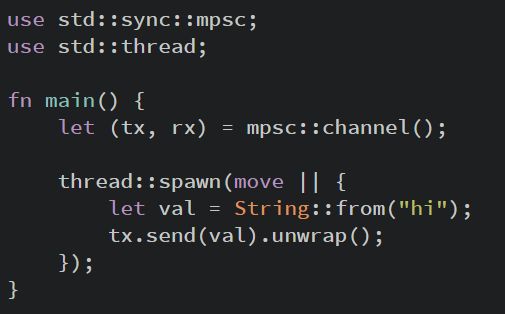 use std::sync::mpsc;
use std::thread;

fn main() {
    let (tx, rx) = mpsc::channel();

    thread::spawn(move || {
        let val = String::from("hi");
        tx.send(val).unwrap();
    });
}